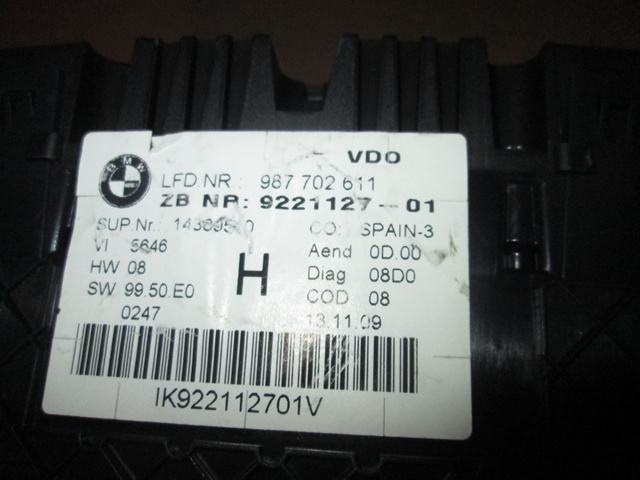 BMW
VDO
LFD.NR: 987 702 611
ZB NR: 9221127-01
SUP.Nr.: CO: SPAIN-3
VI 5646 Aend 0D.00
HW 08 H Diag 08D0
SW 99.50.E0 COD 08
0247 13.11.09
IK922112701V